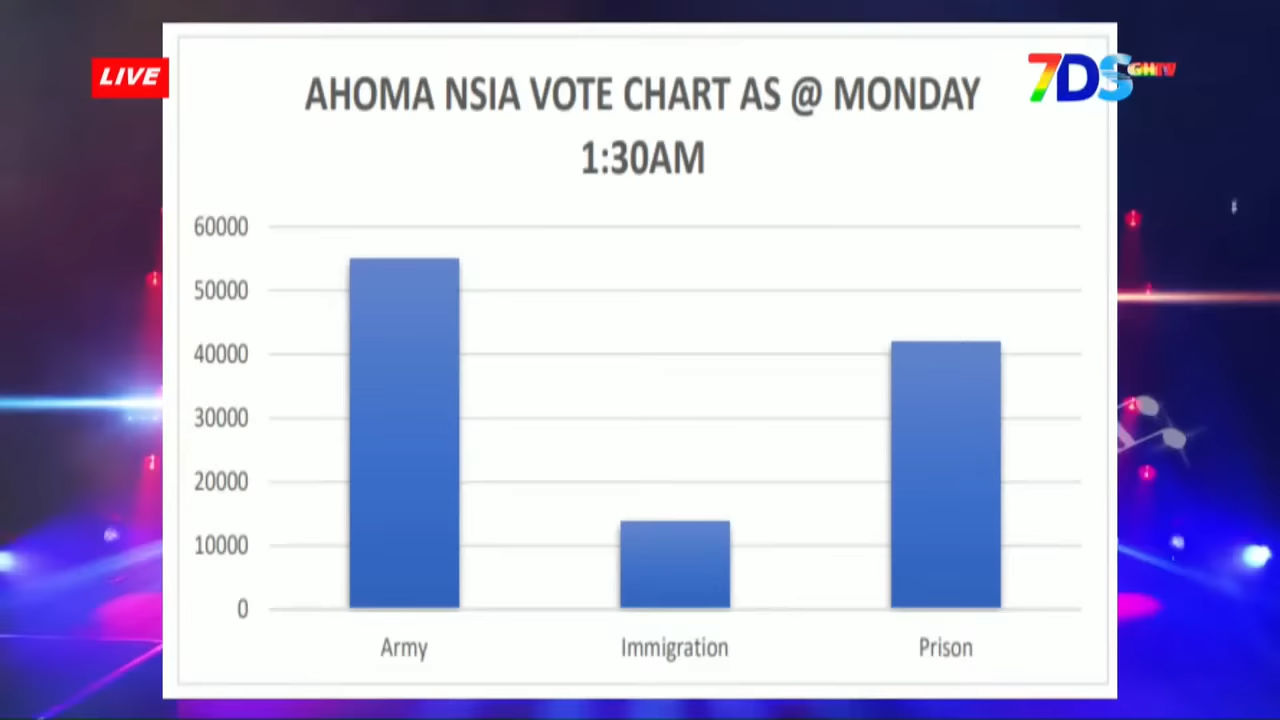 LIVE
7DS GHTV
AHOMA NSIA VOTE CHART AS @ MONDAY
1:30AM
60000
50000
40000
30000
20000
10000
0
Army
Immigration
Prison